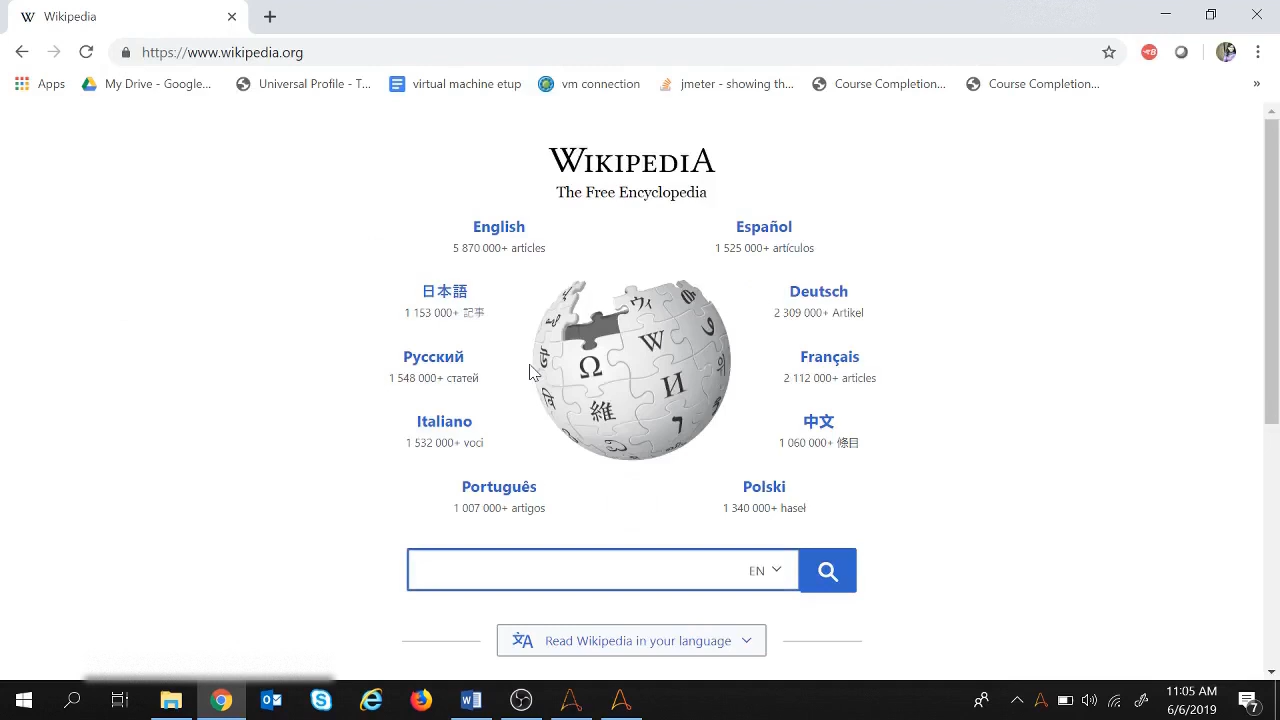 Wikipedia
https://www.wikipedia.org
Apps My Drive - Google... Universal Profile - T... virtual machine etup vm connection jmeter - showing th... Course Completion... Course Completion...
WIKIPEDIA
The Free Encyclopedia
English
5 870 000+ articles
Español
1 525 000+ artículos
日本語
1 153 000+ 記事
Deutsch
2 309 000+ Artikel
Русский
1 548 000+ статей
Français
2 112 000+ articles
Italiano
1 532 000+ voci
中文
1 060 000+ 條目
Português
1 007 000+ artigos
Polski
1 340 000+ haseł
Ω W И 維 ウィ
EN
Read Wikipedia in your language
11:05 AM
6/6/2019
7